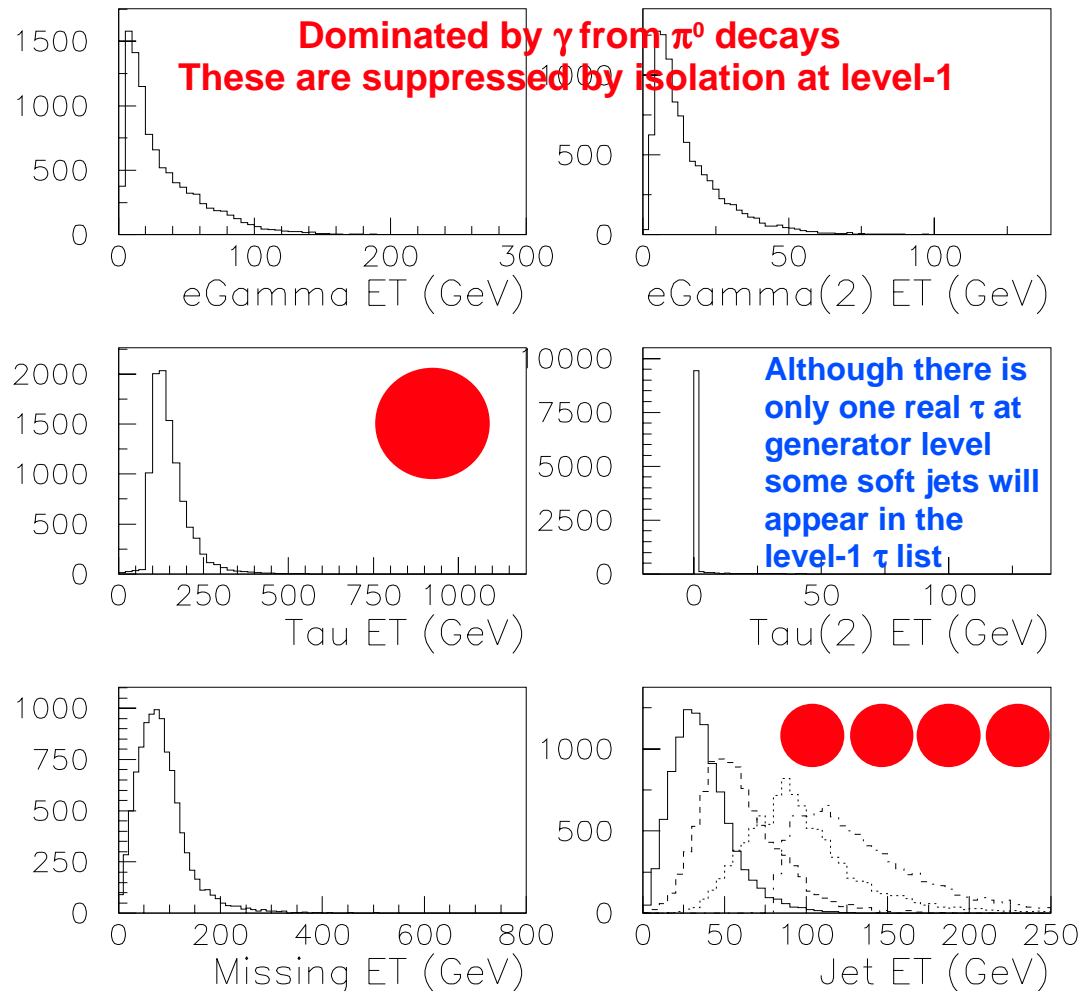 Dominated by γ from π⁰ decays
These are suppressed by isolation at level-1
1500
1000
500
0
0 100 200 300
eGamma ET (GeV)
1000
500
0
0 50 100
eGamma(2) ET (GeV)
2000
1500
1000
500
0
0 250 500 750 1000
Tau ET (GeV)
10000
7500
5000
2500
0
0 50 100
Tau(2) ET (GeV)
Although there is
only one real τ at
generator level
some soft jets will
appear in the
level-1 τ list
1000
750
500
250
0
0 200 400 600 800
Missing ET (GeV)
1000
500
0
0 50 100 150 200 250
Jet ET (GeV)